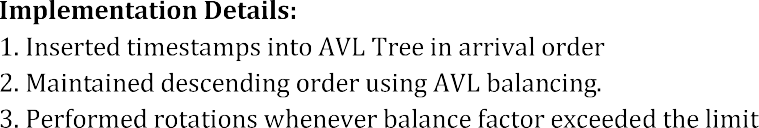 Implementation Details:
1. Inserted timestamps into AVL Tree in arrival order
2. Maintained descending order using AVL balancing.
3. Performed rotations whenever balance factor exceeded the limit